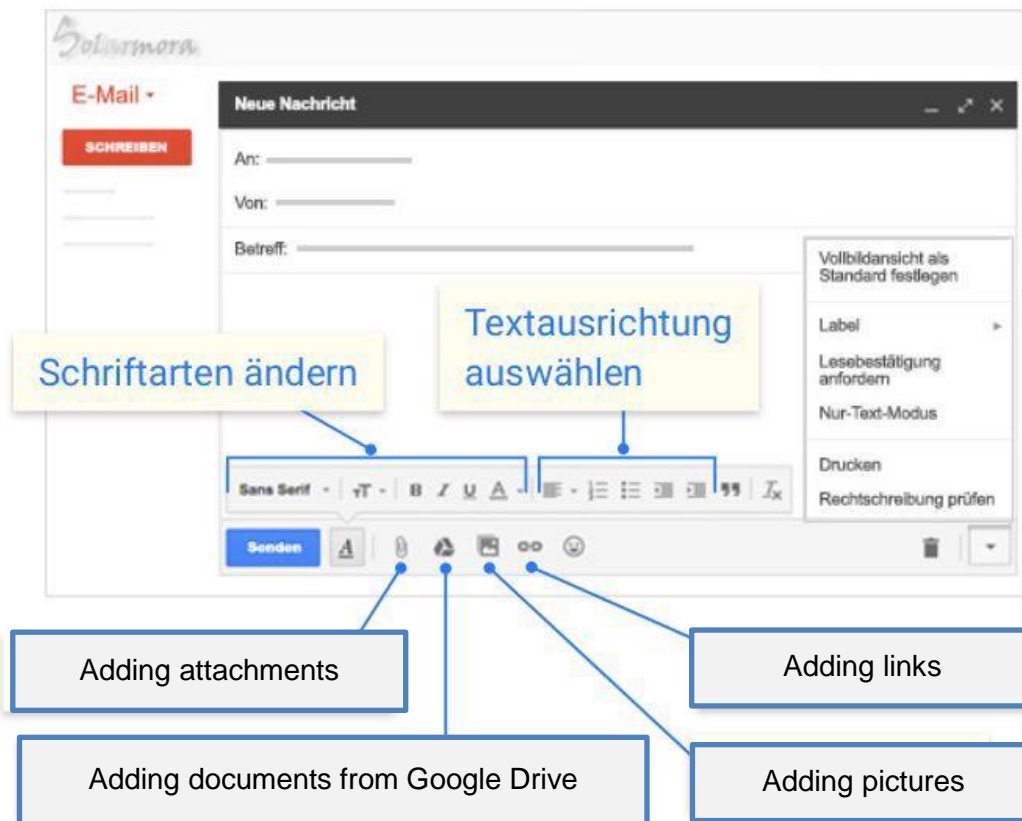 Solarmora
E-Mail
Neue Nachricht
SCHREIBEN
An:
Von:
Betreff:
Vollbildansicht als
Standard festlegen
Label
Lesebestätigung
anfordern
Nur-Text-Modus
Drucken
Rechtschreibung prüfen
Schriftarten ändern
Textausrichtung
auswählen
Sans Serif
B I U A
Senden A
Adding attachments
Adding links
Adding documents from Google Drive
Adding pictures